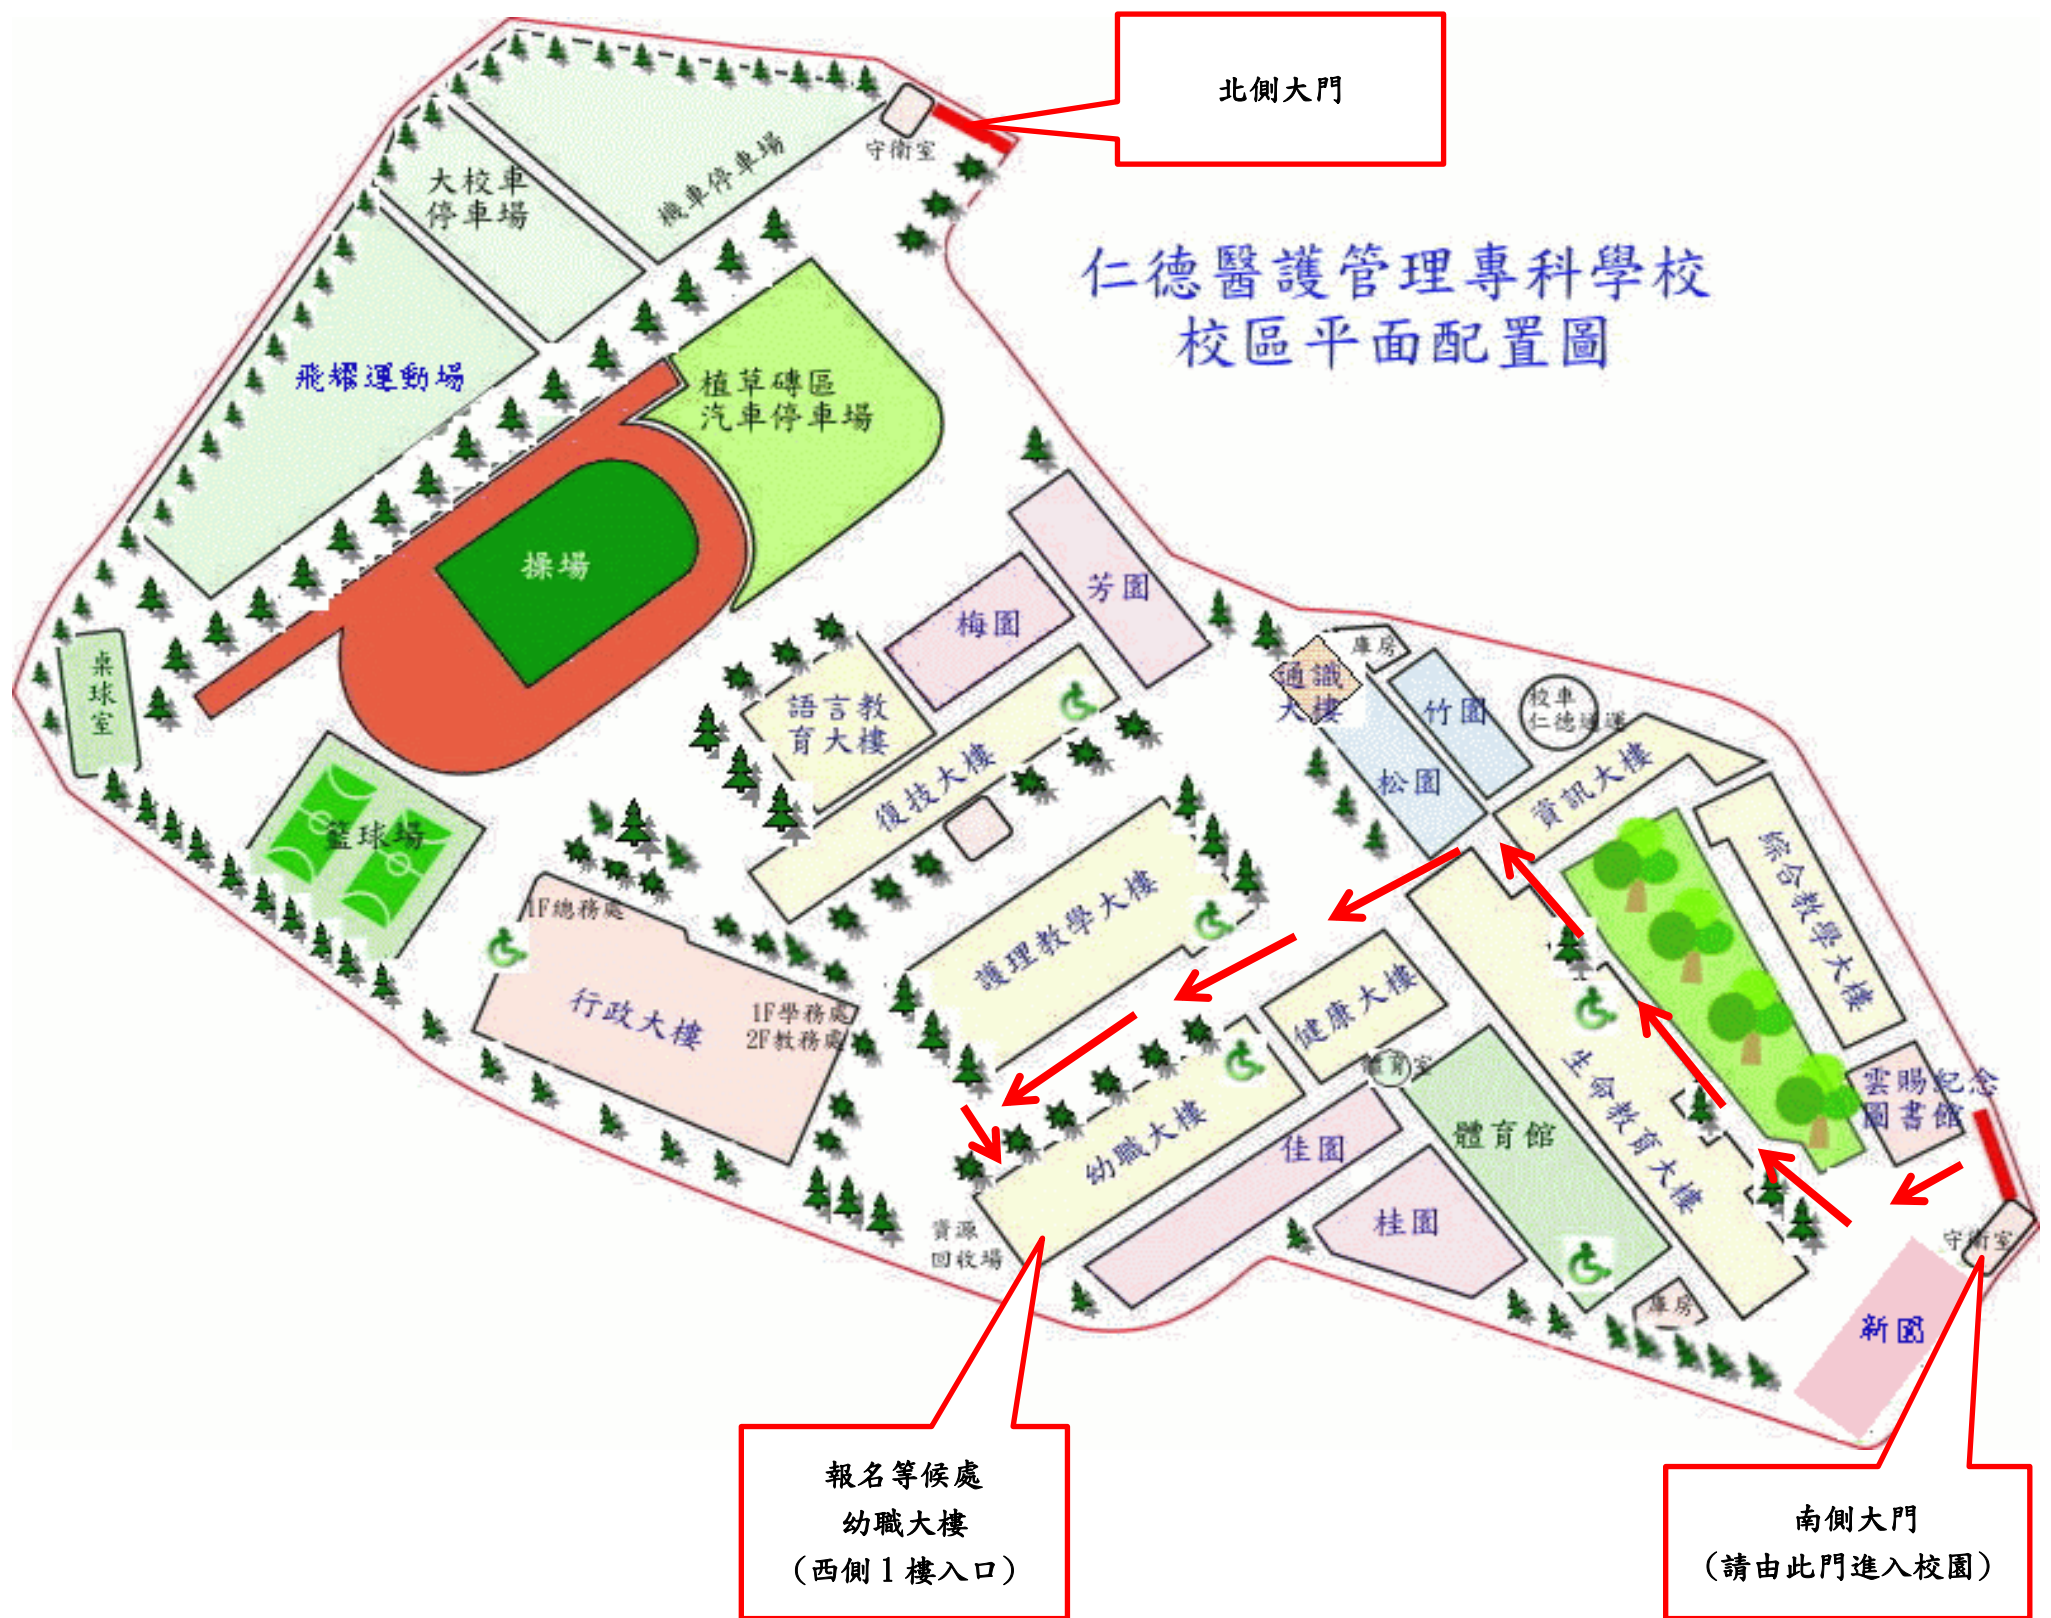 北側大門
守衛室
仁德醫護管理專科學校
校區平面配置圖
大校車
停車場
機車停車場
飛耀運動場
植草磚區
汽車停車場
操場
芳園
梅園
桌球室
語言教
育大樓
復技大樓
通識
大樓
庫房
竹園
校車
仁德通運
松園
資訊大樓
綜合教學大樓
籃球場
1F總務處
行政大樓
1F學務處
2F教務處
護理教學大樓
健康大樓
體育室
生命教育大樓
雲賜紀念
圖書館
幼職大樓
佳園
體育館
桂園
資源
回收場
守衛室
庫房
新園
報名等候處
幼職大樓
(西側1樓入口)
南側大門
(請由此門進入校園)